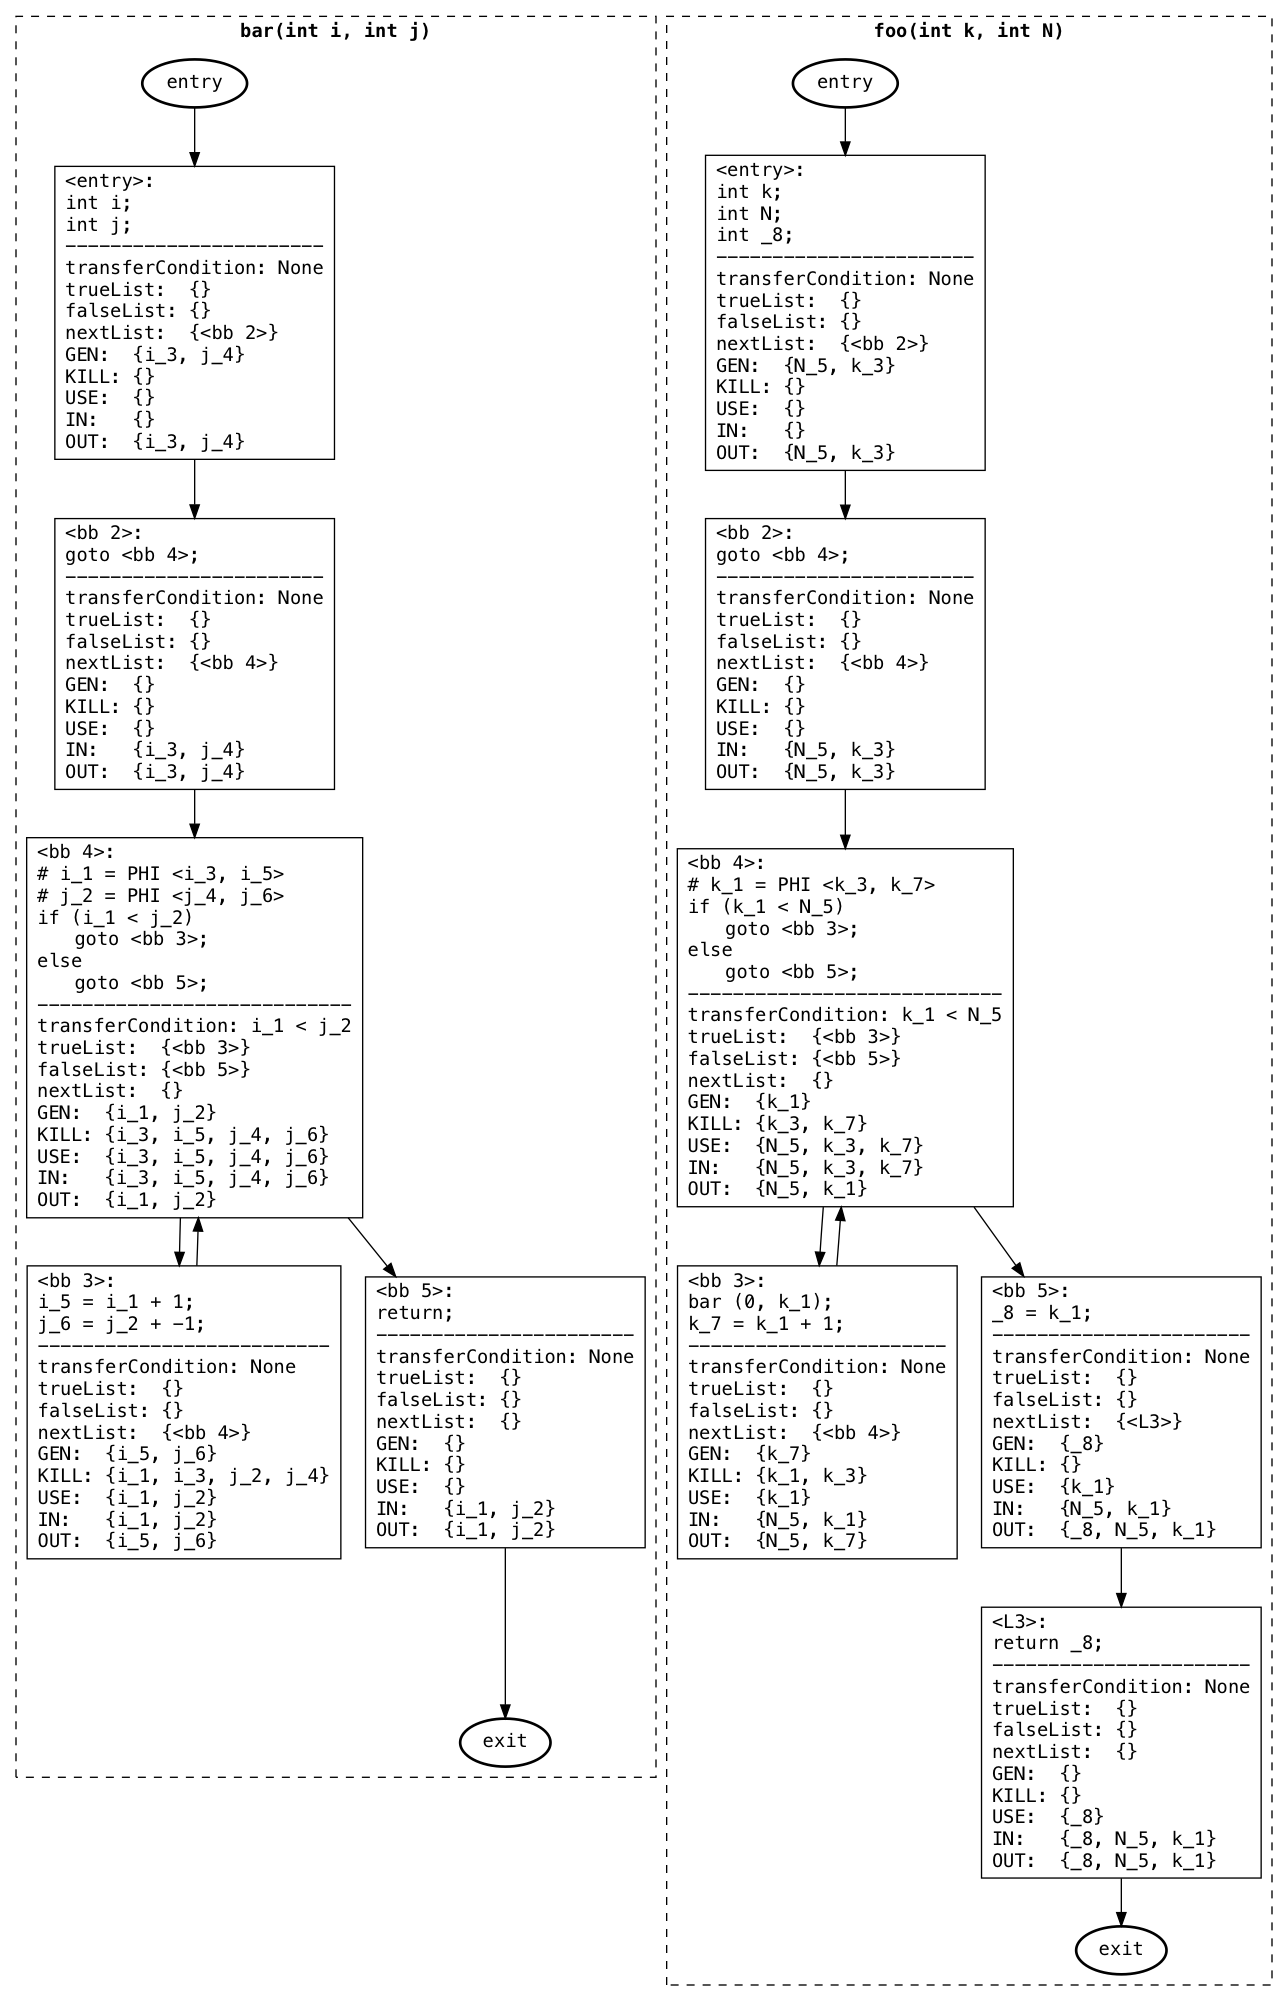 bar(int i, int j)
entry
<entry>:
int i;
int j;
-----------------------
transferCondition: None
trueList:  {}
falseList: {}
nextList:  {<bb 2>}
GEN:  {i_3, j_4}
KILL: {}
USE:  {}
IN:   {}
OUT:  {i_3, j_4}
<bb 2>:
goto <bb 4>;
-----------------------
transferCondition: None
trueList:  {}
falseList: {}
nextList:  {<bb 4>}
GEN:  {}
KILL: {}
USE:  {}
IN:   {i_3, j_4}
OUT:  {i_3, j_4}
<bb 4>:
# i_1 = PHI <i_3, i_5>
# j_2 = PHI <j_4, j_6>
if (i_1 < j_2)
goto <bb 3>;
else
goto <bb 5>;
----------------------------
transferCondition: i_1 < j_2
trueList:  {<bb 3>}
falseList: {<bb 5>}
nextList:  {}
GEN:  {i_1, j_2}
KILL: {i_3, i_5, j_4, j_6}
USE:  {i_3, i_5, j_4, j_6}
IN:   {i_3, i_5, j_4, j_6}
OUT:  {i_1, j_2}
<bb 3>:
i_5 = i_1 + 1;
j_6 = j_2 + -1;
--------------------------
transferCondition: None
trueList:  {}
falseList: {}
nextList:  {<bb 4>}
GEN:  {i_5, j_6}
KILL: {i_1, i_3, j_2, j_4}
USE:  {i_1, j_2}
IN:   {i_1, j_2}
OUT:  {i_5, j_6}
<bb 5>:
return;
-----------------------
transferCondition: None
trueList:  {}
falseList: {}
nextList:  {}
GEN:  {}
KILL: {}
USE:  {}
IN:   {i_1, j_2}
OUT:  {i_1, j_2}
exit
foo(int k, int N)
entry
<entry>:
int k;
int N;
int _8;
-----------------------
transferCondition: None
trueList:  {}
falseList: {}
nextList:  {<bb 2>}
GEN:  {N_5, k_3}
KILL: {}
USE:  {}
IN:   {}
OUT:  {N_5, k_3}
<bb 2>:
goto <bb 4>;
-----------------------
transferCondition: None
trueList:  {}
falseList: {}
nextList:  {<bb 4>}
GEN:  {}
KILL: {}
USE:  {}
IN:   {N_5, k_3}
OUT:  {N_5, k_3}
<bb 4>:
# k_1 = PHI <k_3, k_7>
if (k_1 < N_5)
goto <bb 3>;
else
goto <bb 5>;
----------------------------
transferCondition: k_1 < N_5
trueList:  {<bb 3>}
falseList: {<bb 5>}
nextList:  {}
GEN:  {k_1}
KILL: {k_3, k_7}
USE:  {N_5, k_3, k_7}
IN:   {N_5, k_3, k_7}
OUT:  {N_5, k_1}
<bb 3>:
bar (0, k_1);
k_7 = k_1 + 1;
-----------------------
transferCondition: None
trueList:  {}
falseList: {}
nextList:  {<bb 4>}
GEN:  {k_7}
KILL: {k_1, k_3}
USE:  {k_1}
IN:   {N_5, k_1}
OUT:  {N_5, k_7}
<bb 5>:
_8 = k_1;
-----------------------
transferCondition: None
trueList:  {}
falseList: {}
nextList:  {<L3>}
GEN:  {_8}
KILL: {}
USE:  {k_1}
IN:   {N_5, k_1}
OUT:  {_8, N_5, k_1}
<L3>:
return _8;
-----------------------
transferCondition: None
trueList:  {}
falseList: {}
nextList:  {}
GEN:  {}
KILL: {}
USE:  {_8}
IN:   {_8, N_5, k_1}
OUT:  {_8, N_5, k_1}
exit